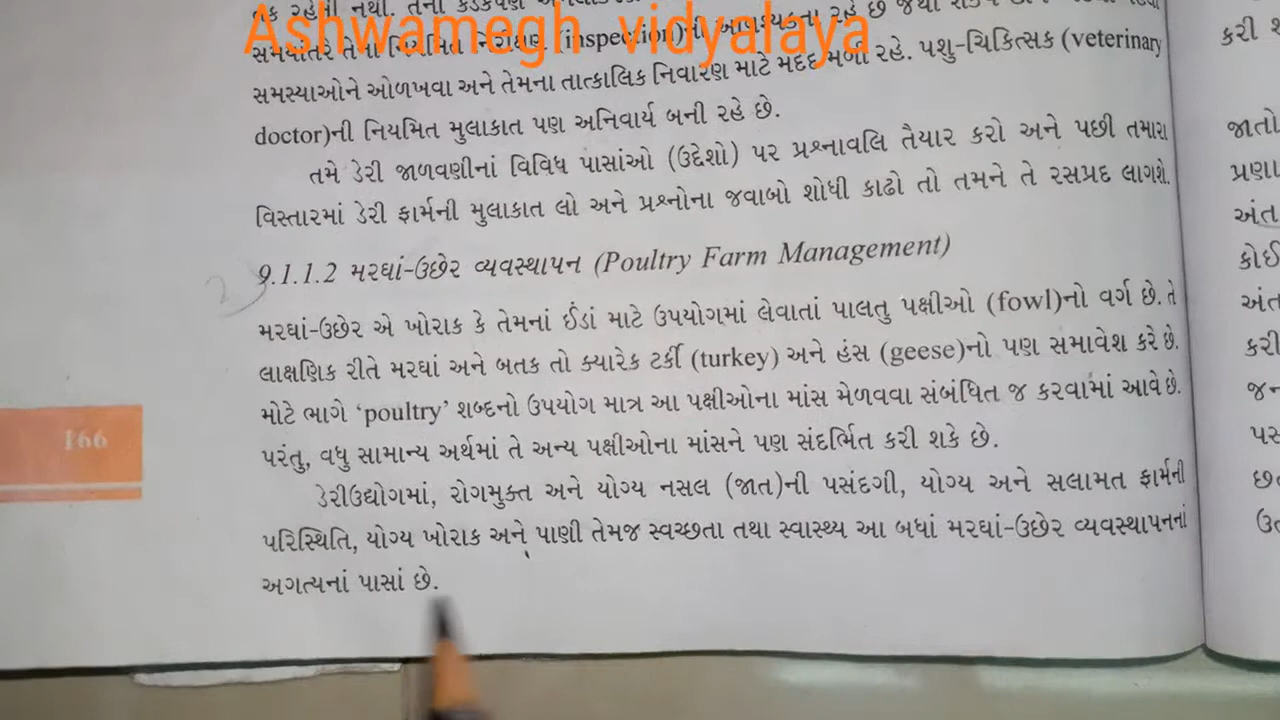 Ashwamegh vidyalaya
રહેતી નથી. તેના
સમયાંતરે તેના નિયમિત નિરીક્ષણ (inspection)ની આવશ્યકતા રહે છે જેથી
સમસ્યાઓને ઓળખવા અને તેમના તાત્કાલિક નિવારણ માટે મદદ મળી રહે. પશુ-ચિકિત્સક (veterinary
doctor)ની નિયમિત મુલાકાત પણ અનિવાર્ય બની રહે છે.
તમે ડેરી જાળવણીનાં વિવિધ પાસાંઓ (ઉદ્દેશો) પર પ્રશ્નાવલિ તૈયાર કરો અને પછી તમારા
વિસ્તારમાં ડેરી ફાર્મની મુલાકાત લો અને પ્રશ્નોના જવાબો શોધી કાઢો તો તમને તે રસપ્રદ લાગશે.
9.1.1.2 મરઘાં-ઉછેર વ્યવસ્થાપન (Poultry Farm Management)
મરઘાં-ઉછેર એ ખોરાક કે તેમનાં ઈંડાં માટે ઉપયોગમાં લેવાતાં પાલતુ પક્ષીઓ (fowl)નો વર્ગ છે. તે
લાક્ષણિક રીતે મરઘાં અને બતક તો ક્યારેક ટર્કી (turkey) અને હંસ (geese)નો પણ સમાવેશ કરે છે.
મોટે ભાગે ‘poultry’ શબ્દનો ઉપયોગ માત્ર આ પક્ષીઓના માંસ મેળવવા સંબંધિત જ કરવામાં આવે છે.
પરંતુ, વધુ સામાન્ય અર્થમાં તે અન્ય પક્ષીઓના માંસને પણ સંદર્ભિત કરી શકે છે.
ડેરીઉદ્યોગમાં, રોગમુક્ત અને યોગ્ય નસલ (જાત)ની પસંદગી, યોગ્ય અને સલામત ફાર્મની
પરિસ્થિતિ, યોગ્ય ખોરાક અને પાણી તેમજ સ્વચ્છતા તથા સ્વાસ્થ્ય આ બધાં મરઘાં-ઉછેર વ્યવસ્થાપનનાં
અગત્યનાં પાસાં છે.
166
કરી
જાતો
પ્રણા
અંત
કોઈ
અંત
કરી